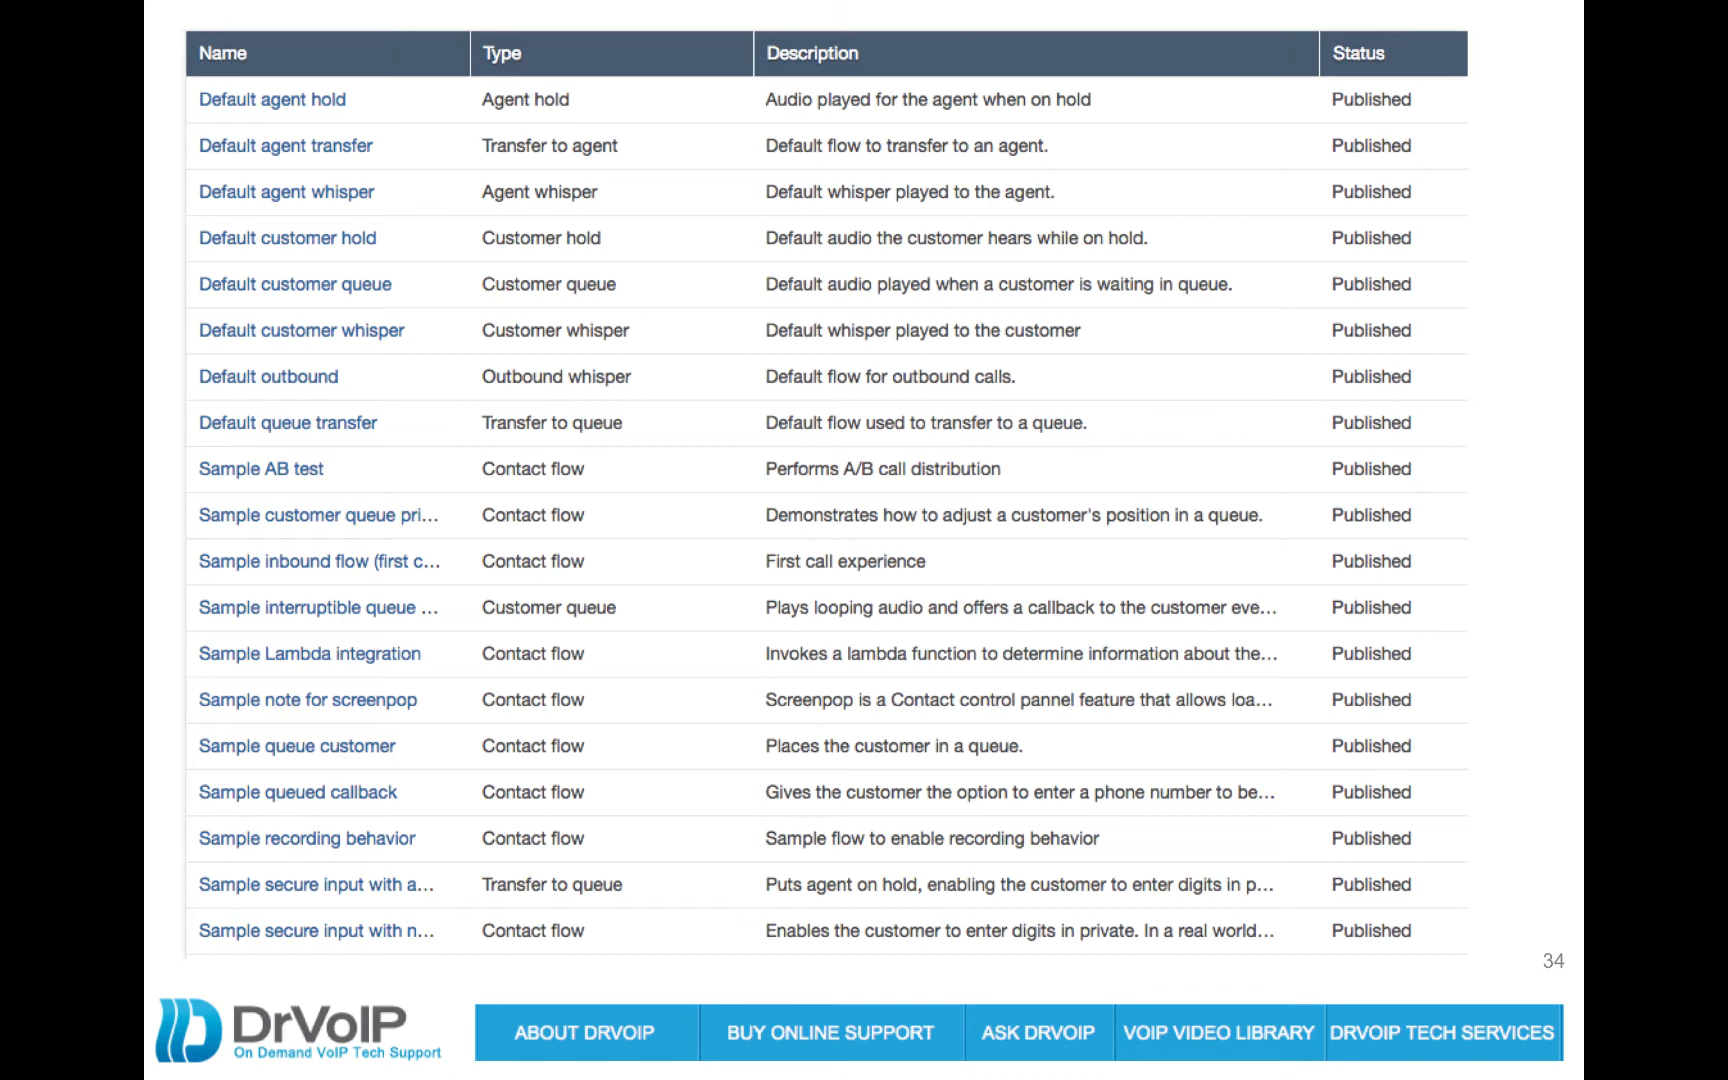 Name Type Description Status
Default agent hold Agent hold Audio played for the agent when on hold Published
Default agent transfer Transfer to agent Default flow to transfer to an agent. Published
Default agent whisper Agent whisper Default whisper played to the agent. Published
Default customer hold Customer hold Default audio the customer hears while on hold. Published
Default customer queue Customer queue Default audio played when a customer is waiting in queue. Published
Default customer whisper Customer whisper Default whisper played to the customer Published
Default outbound Outbound whisper Default flow for outbound calls. Published
Default queue transfer Transfer to queue Default flow used to transfer to a queue. Published
Sample AB test Contact flow Performs A/B call distribution Published
Sample customer queue pri... Contact flow Demonstrates how to adjust a customer's position in a queue. Published
Sample inbound flow (first c... Contact flow First call experience Published
Sample interruptible queue ... Customer queue Plays looping audio and offers a callback to the customer eve... Published
Sample Lambda integration Contact flow Invokes a lambda function to determine information about the... Published
Sample note for screenpop Contact flow Screenpop is a Contact control pannel feature that allows loa... Published
Sample queue customer Contact flow Places the customer in a queue. Published
Sample queued callback Contact flow Gives the customer the option to enter a phone number to be... Published
Sample recording behavior Contact flow Sample flow to enable recording behavior Published
Sample secure input with a... Transfer to queue Puts agent on hold, enabling the customer to enter digits in p... Published
Sample secure input with n... Contact flow Enables the customer to enter digits in private. In a real world... Published
34
DrVoIP
On Demand VoIP Tech Support
ABOUT DRVOIP BUY ONLINE SUPPORT ASK DRVOIP VOIP VIDEO LIBRARY DRVOIP TECH SERVICES